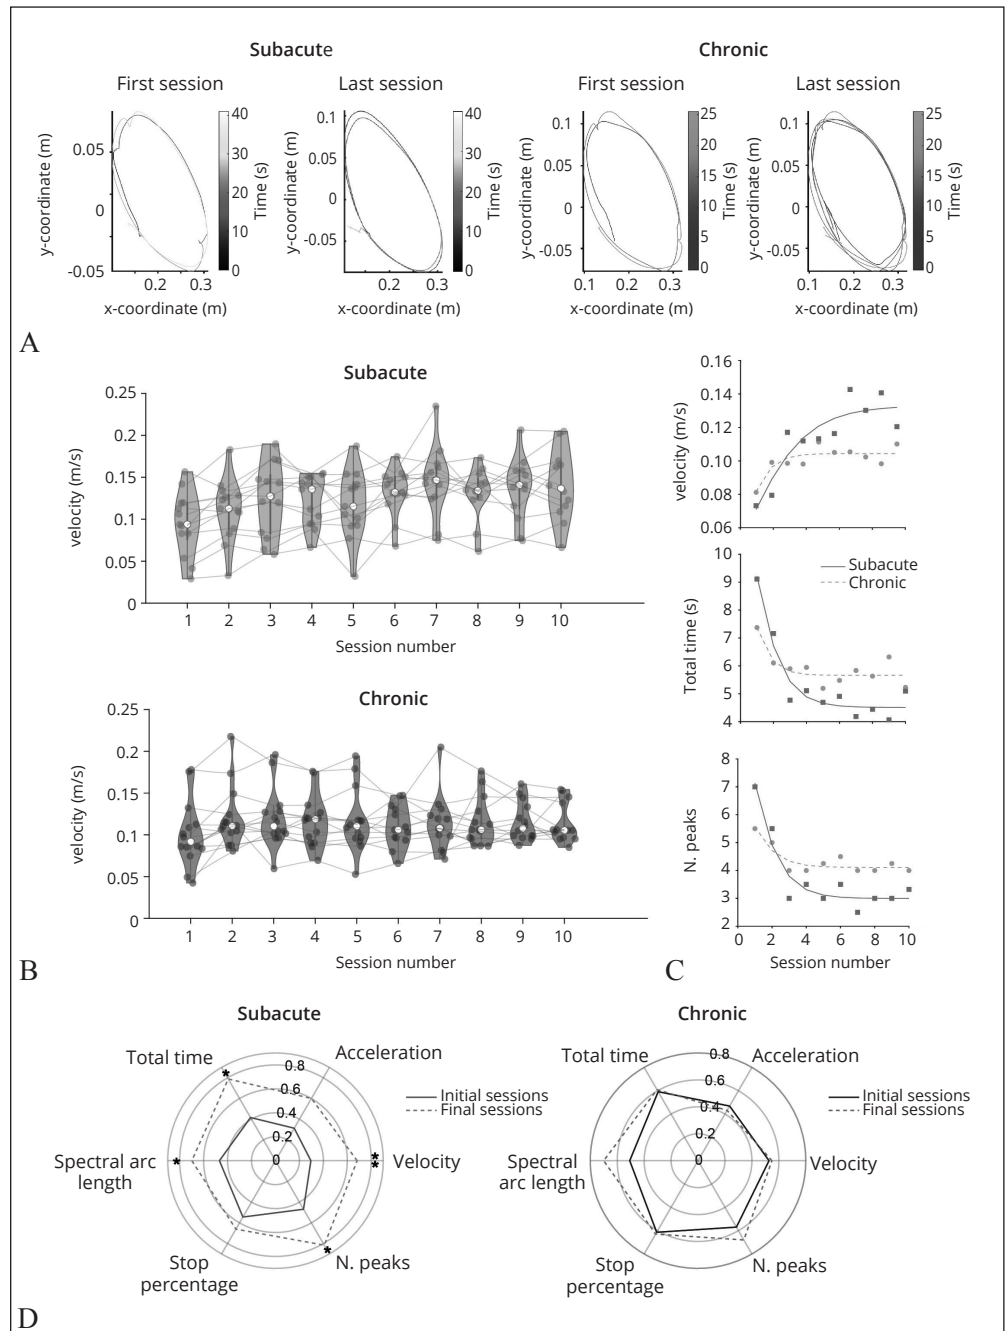 Subacute Chronic
First session Last session First session Last session
y-coordinate (m)
0.05
0
-0.05
0.2 0.3
x-coordinate (m)
40
30
20
10
0
Time (s)
y-coordinate (m)
0.1
0.05
0
-0.05
0.2 0.3
x-coordinate (m)
40
30
20
10
0
Time (s)
y-coordinate (m)
0.1
0.05
0
-0.05
0.1 0.2 0.3
x-coordinate (m)
25
20
15
10
5
0
Time (s)
y-coordinate (m)
0.1
0.05
0
-0.05
0.1 0.2 0.3
x-coordinate (m)
25
20
15
10
5
0
Time (s)
A
Subacute
velocity (m/s)
0.25
0.2
0.15
0.1
0.05
0
1 2 3 4 5 6 7 8 9 10
Session number
Chronic
velocity (m/s)
0.25
0.2
0.15
0.1
0.05
0
1 2 3 4 5 6 7 8 9 10
Session number
B
velocity (m/s)
0.16
0.14
0.12
0.10
0.08
0.06
Total time (s)
10
9
8
7
6
5
4
Subacute
Chronic
N. peaks
8
7
6
5
4
3
2
0 2 4 6 8 10
Session number
C
Subacute
Total time
Acceleration
Spectral arc
length
Velocity
Stop
percentage
N. peaks
0.8
0.6
0.4
0.2
0
*
*
*
*
*
Initial sessions
Final sessions
Chronic
Total time
Acceleration
Spectral
arc length
Velocity
Stop
percentage
N. peaks
0.8
0.6
0.4
0.2
0
Initial sessions
Final sessions
D